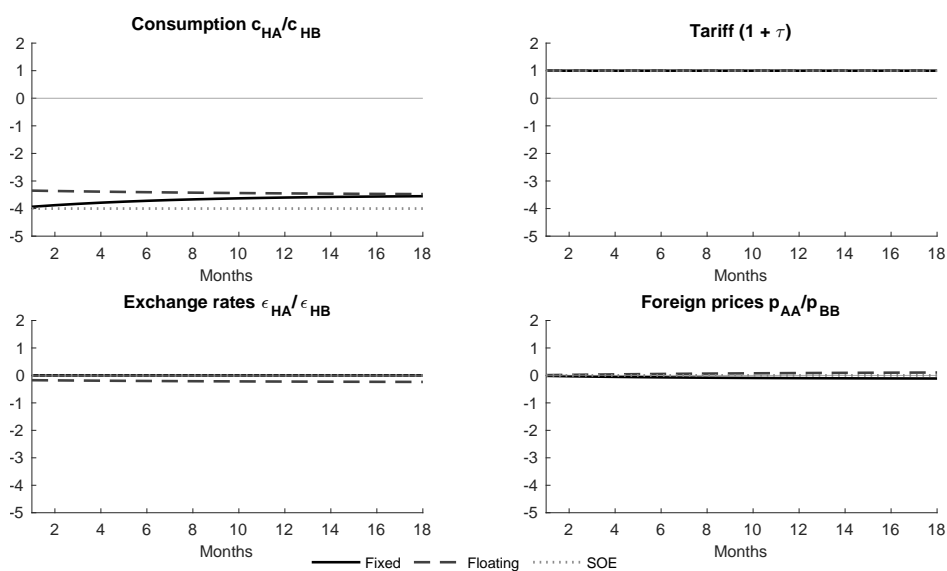 Consumption c_HA/c_HB
2
1
0
-1
-2
-3
-4
-5
2 4 6 8 10 12 14 16 18
Months
Tariff (1 + τ)
2
1
0
-1
-2
-3
-4
-5
2 4 6 8 10 12 14 16 18
Months
Exchange rates ϵ_HA/ϵ_HB
2
1
0
-1
-2
-3
-4
-5
2 4 6 8 10 12 14 16 18
Months
Foreign prices p_AA/p_BB
2
1
0
-1
-2
-3
-4
-5
2 4 6 8 10 12 14 16 18
Months
Fixed Floating SOE